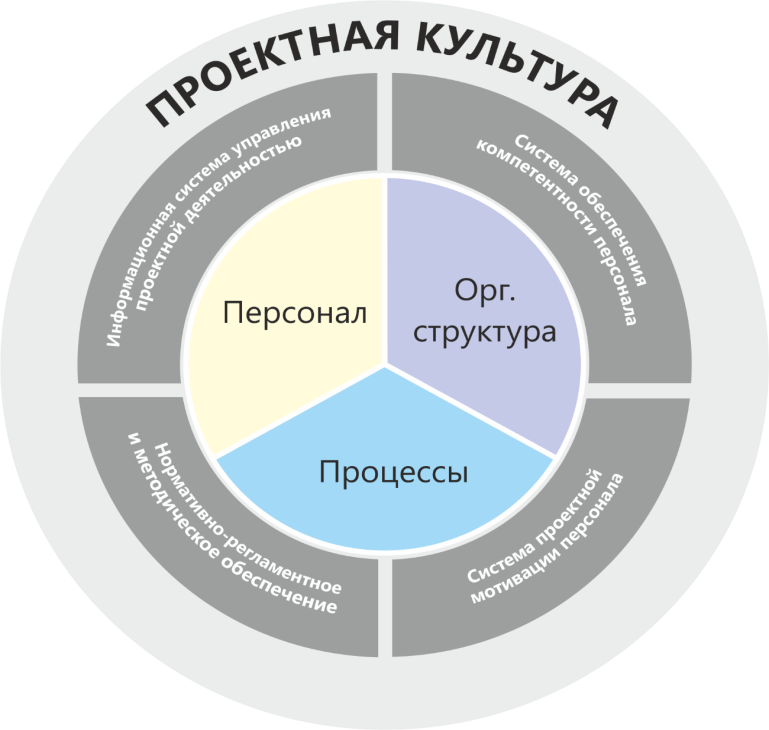 ПРОЕКТНАЯ КУЛЬТУРА
Информационная система управления
проектной деятельностью
Система обеспечения
компетентности персонала
Персонал
Орг.
структура
Процессы
Нормативно-регламентное
и методическое обеспечение
Система проектной
мотивации персонала